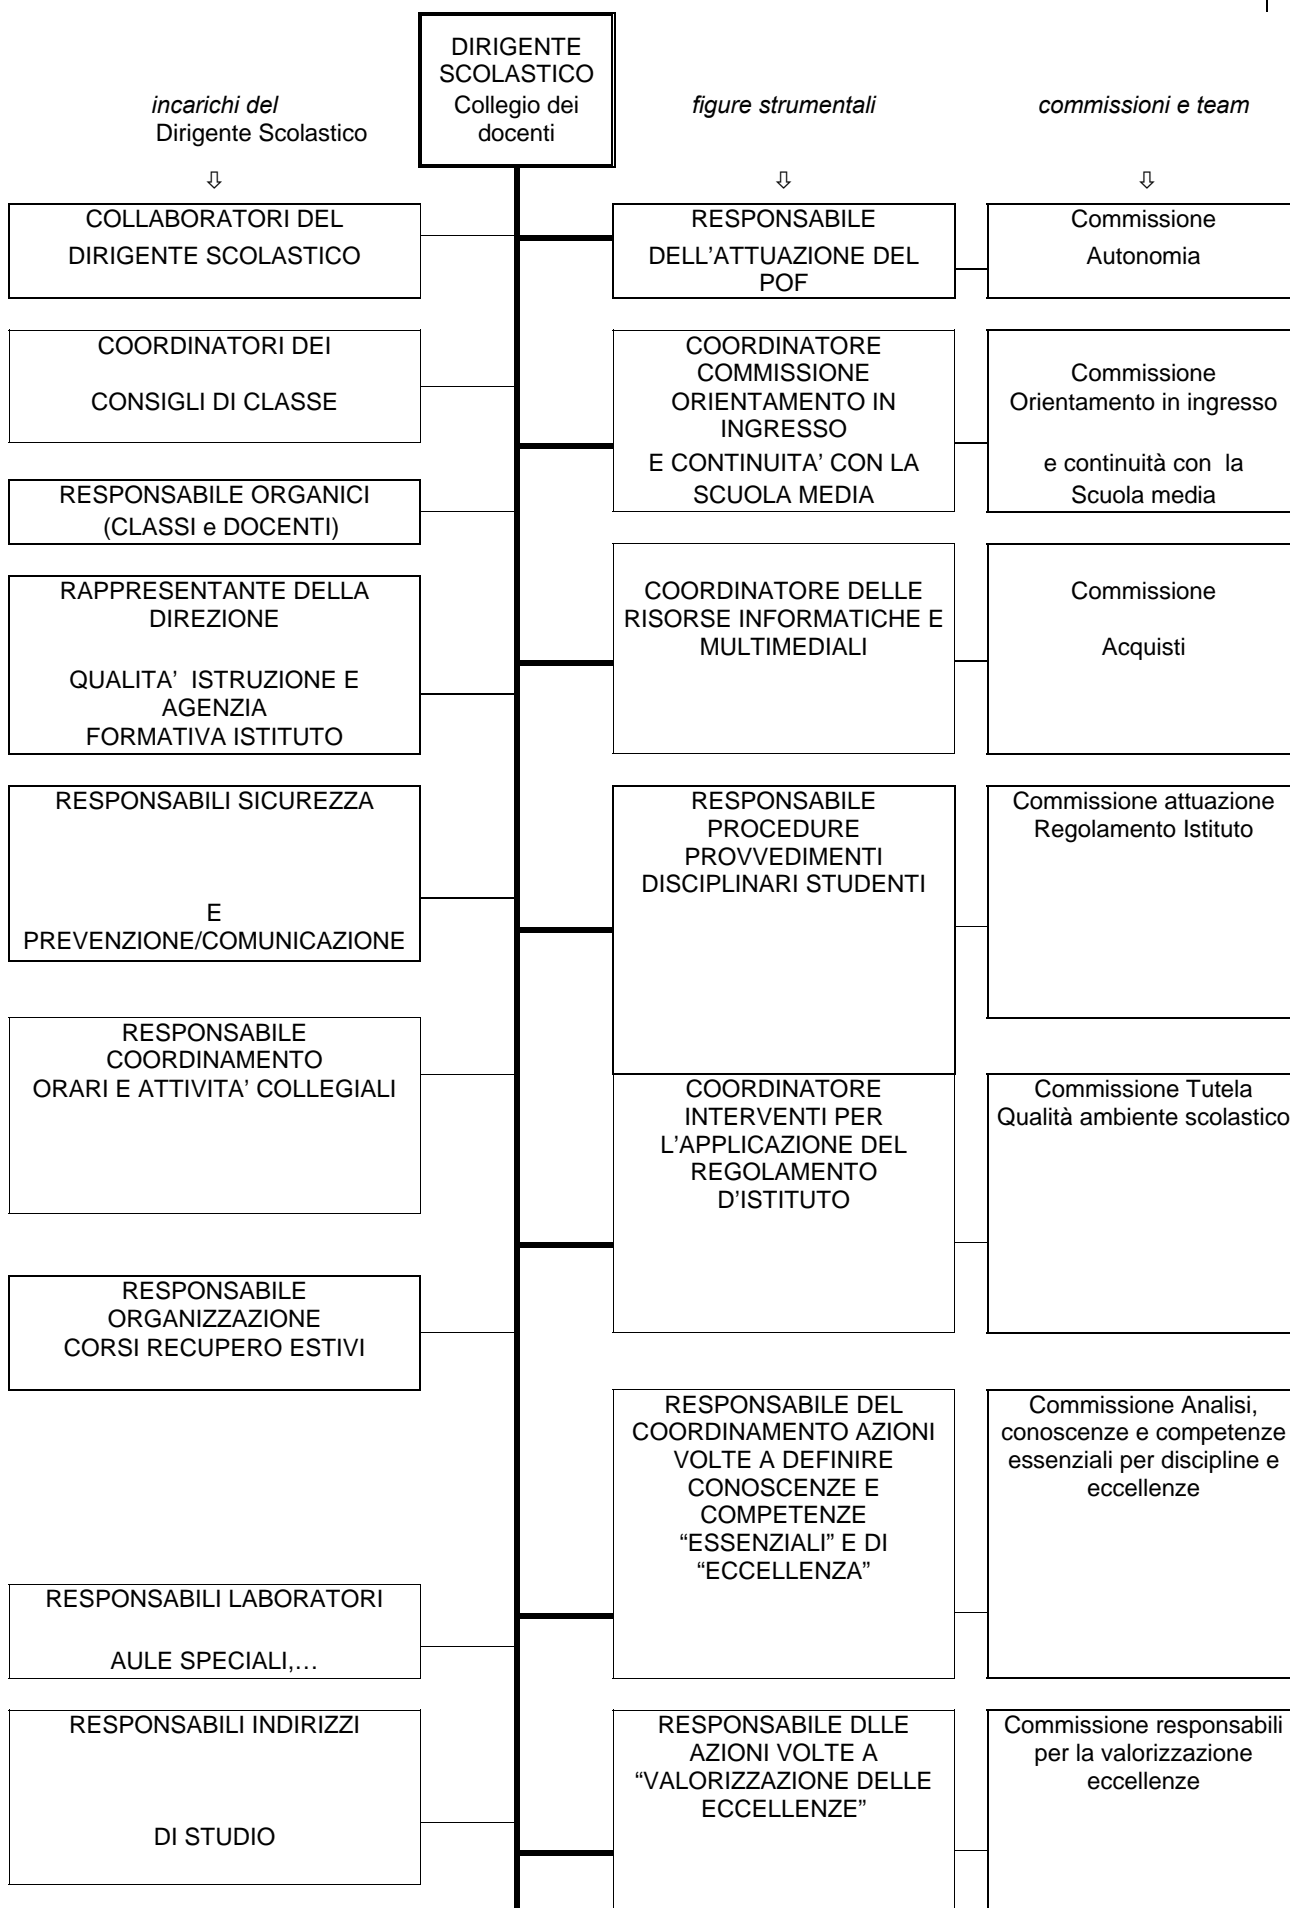 DIRIGENTE
SCOLASTICO
Collegio dei
docenti
incarichi del
Dirigente Scolastico
figure strumentali
commissioni e team
⇩
⇩
⇩
COLLABORATORI DEL
DIRIGENTE SCOLASTICO
RESPONSABILE
DELL’ATTUAZIONE DEL
POF
Commissione
Autonomia
COORDINATORI DEI
CONSIGLI DI CLASSE
COORDINATORE
COMMISSIONE
ORIENTAMENTO IN
INGRESSO
E CONTINUITA’ CON LA
SCUOLA MEDIA
Commissione
Orientamento in ingresso
e continuità con la
Scuola media
RESPONSABILE ORGANICI
(CLASSI e DOCENTI)
RAPPRESENTANTE DELLA
DIREZIONE
QUALITA’ ISTRUZIONE E
AGENZIA
FORMATIVA ISTITUTO
COORDINATORE DELLE
RISORSE INFORMATICHE E
MULTIMEDIALI
Commissione
Acquisti
RESPONSABILI SICUREZZA
E
PREVENZIONE/COMUNICAZIONE
RESPONSABILE
PROCEDURE
PROVVEDIMENTI
DISCIPLINARI STUDENTI
Commissione attuazione
Regolamento Istituto
RESPONSABILE
COORDINAMENTO
ORARI E ATTIVITA’ COLLEGIALI
COORDINATORE
INTERVENTI PER
L’APPLICAZIONE DEL
REGOLAMENTO
D’ISTITUTO
Commissione Tutela
Qualità ambiente scolastico
RESPONSABILE
ORGANIZZAZIONE
CORSI RECUPERO ESTIVI
RESPONSABILE DEL
COORDINAMENTO AZIONI
VOLTE A DEFINIRE
CONOSCENZE E
COMPETENZE
“ESSENZIALI” E DI
“ECCELLENZA”
Commissione Analisi,
conoscenze e competenze
essenziali per discipline e
eccellenze
RESPONSABILI LABORATORI
AULE SPECIALI,…
RESPONSABILI INDIRIZZI
DI STUDIO
RESPONSABILE DLLE
AZIONI VOLTE A
“VALORIZZAZIONE DELLE
ECCELLENZE”
Commissione responsabili
per la valorizzazione
eccellenze